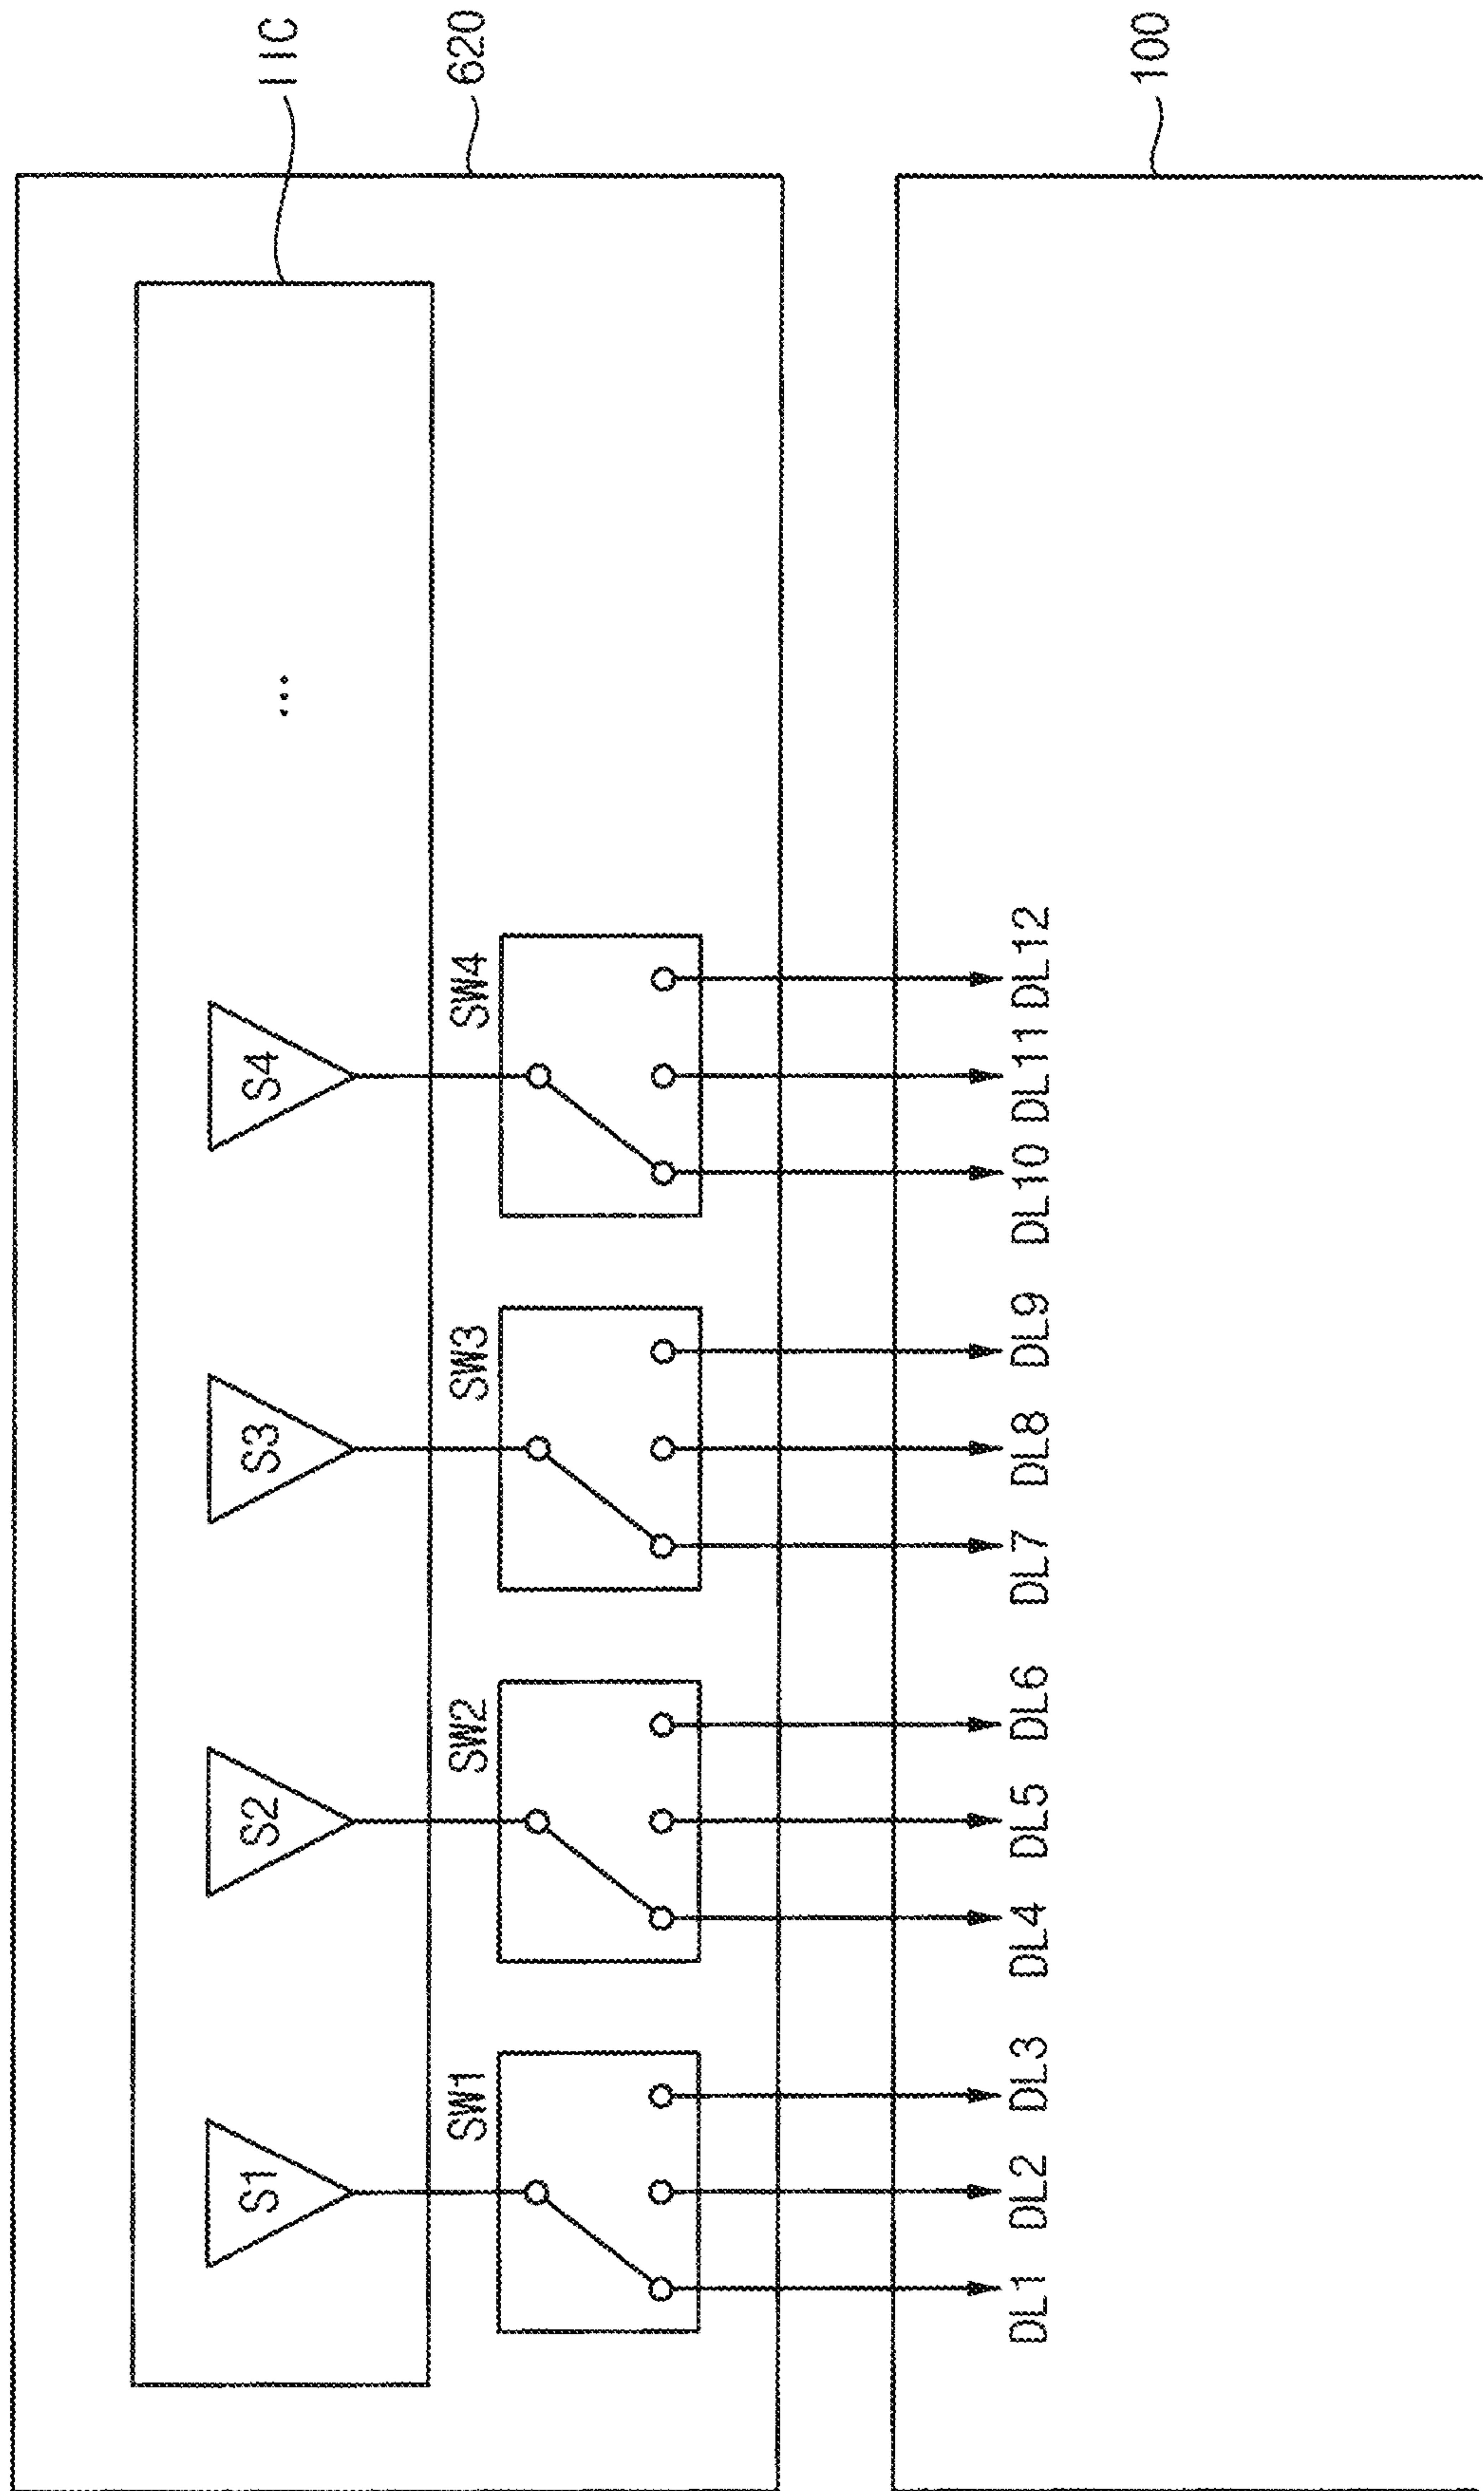 IIC
620
S1 S2 S3 S4 ...
SW1 SW2 SW3 SW4
100
DL1 DL2 DL3 DL4 DL5 DL6 DL7 DL8 DL9 DL10 DL11 DL12